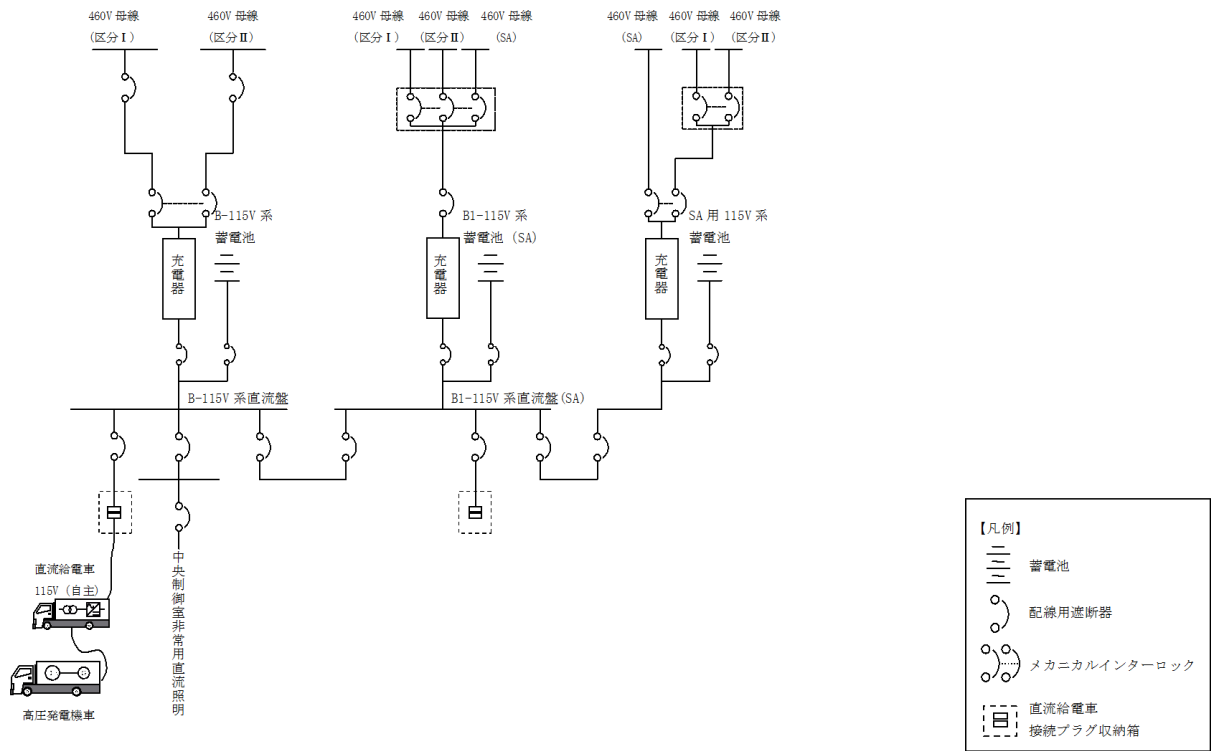 460V 母線
(区分Ⅰ)
460V 母線
(区分Ⅱ)
460V 母線
(区分Ⅰ)
460V 母線
(区分Ⅱ)
460V 母線
(SA)
460V 母線
(SA)
460V 母線
(区分Ⅰ)
460V 母線
(区分Ⅱ)
B-115V 系
蓄電池
充電器
B1-115V 系
蓄電池 (SA)
充電器
SA 用 115V 系
蓄電池
充電器
B-115V 系直流盤
B1-115V 系直流盤(SA)
直流給電車
115V (自主)
高圧発電機車
中央制御室非常用直流照明
【凡例】
蓄電池
配線用遮断器
メカニカルインターロック
直流給電車
接続プラグ収納箱